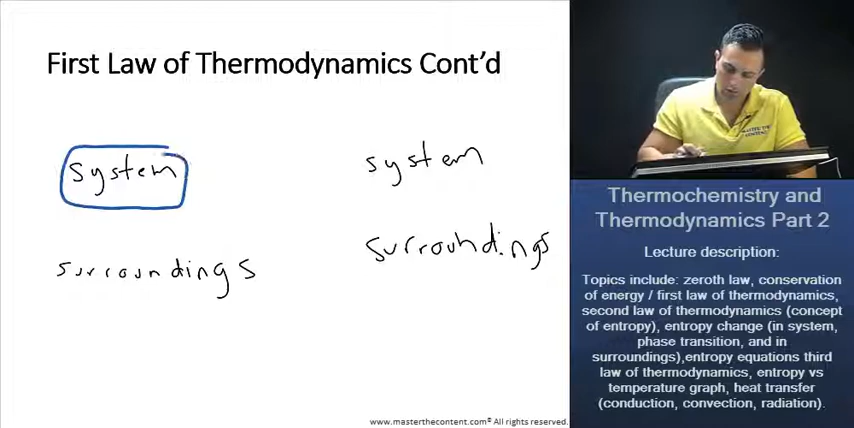 First Law of Thermodynamics Cont'd
system
surroundings
system
surroundings
www.masterthecontent.com© All rights reserved.
MASTER THE
CONTENT
Thermochemistry and
Thermodynamics Part 2
Lecture description:
Topics include: zeroth law, conservation
of energy / first law of thermodynamics,
second law of thermodynamics (concept
of entropy), entropy change (in system,
phase transition, and in
surroundings),entropy equations third
law of thermodynamics, entropy vs
temperature graph, heat transfer
(conduction, convection, radiation).